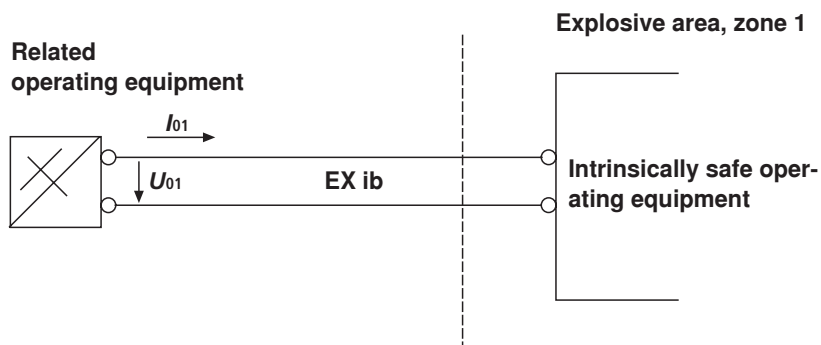 Explosive area, zone 1
Related
operating equipment
I01
U01
EX ib
Intrinsically safe oper-
ating equipment